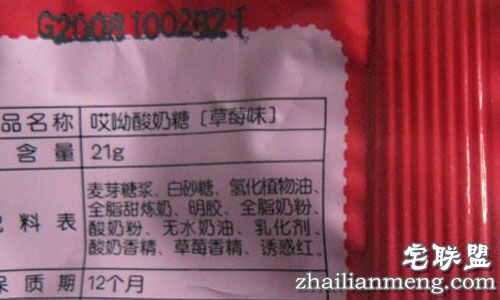 G20081002821
品名称 哎呦酸奶糖［草莓味］
含量 21g
麦芽糖浆、白砂糖、氢化植物油、
全脂甜炼奶、明胶、全脂奶粉、
配料表 酸奶粉、无水奶油、乳化剂、
酸奶香精、草莓香精、诱惑红。
保质期 12个月
宅联盟
zhailianmeng.com